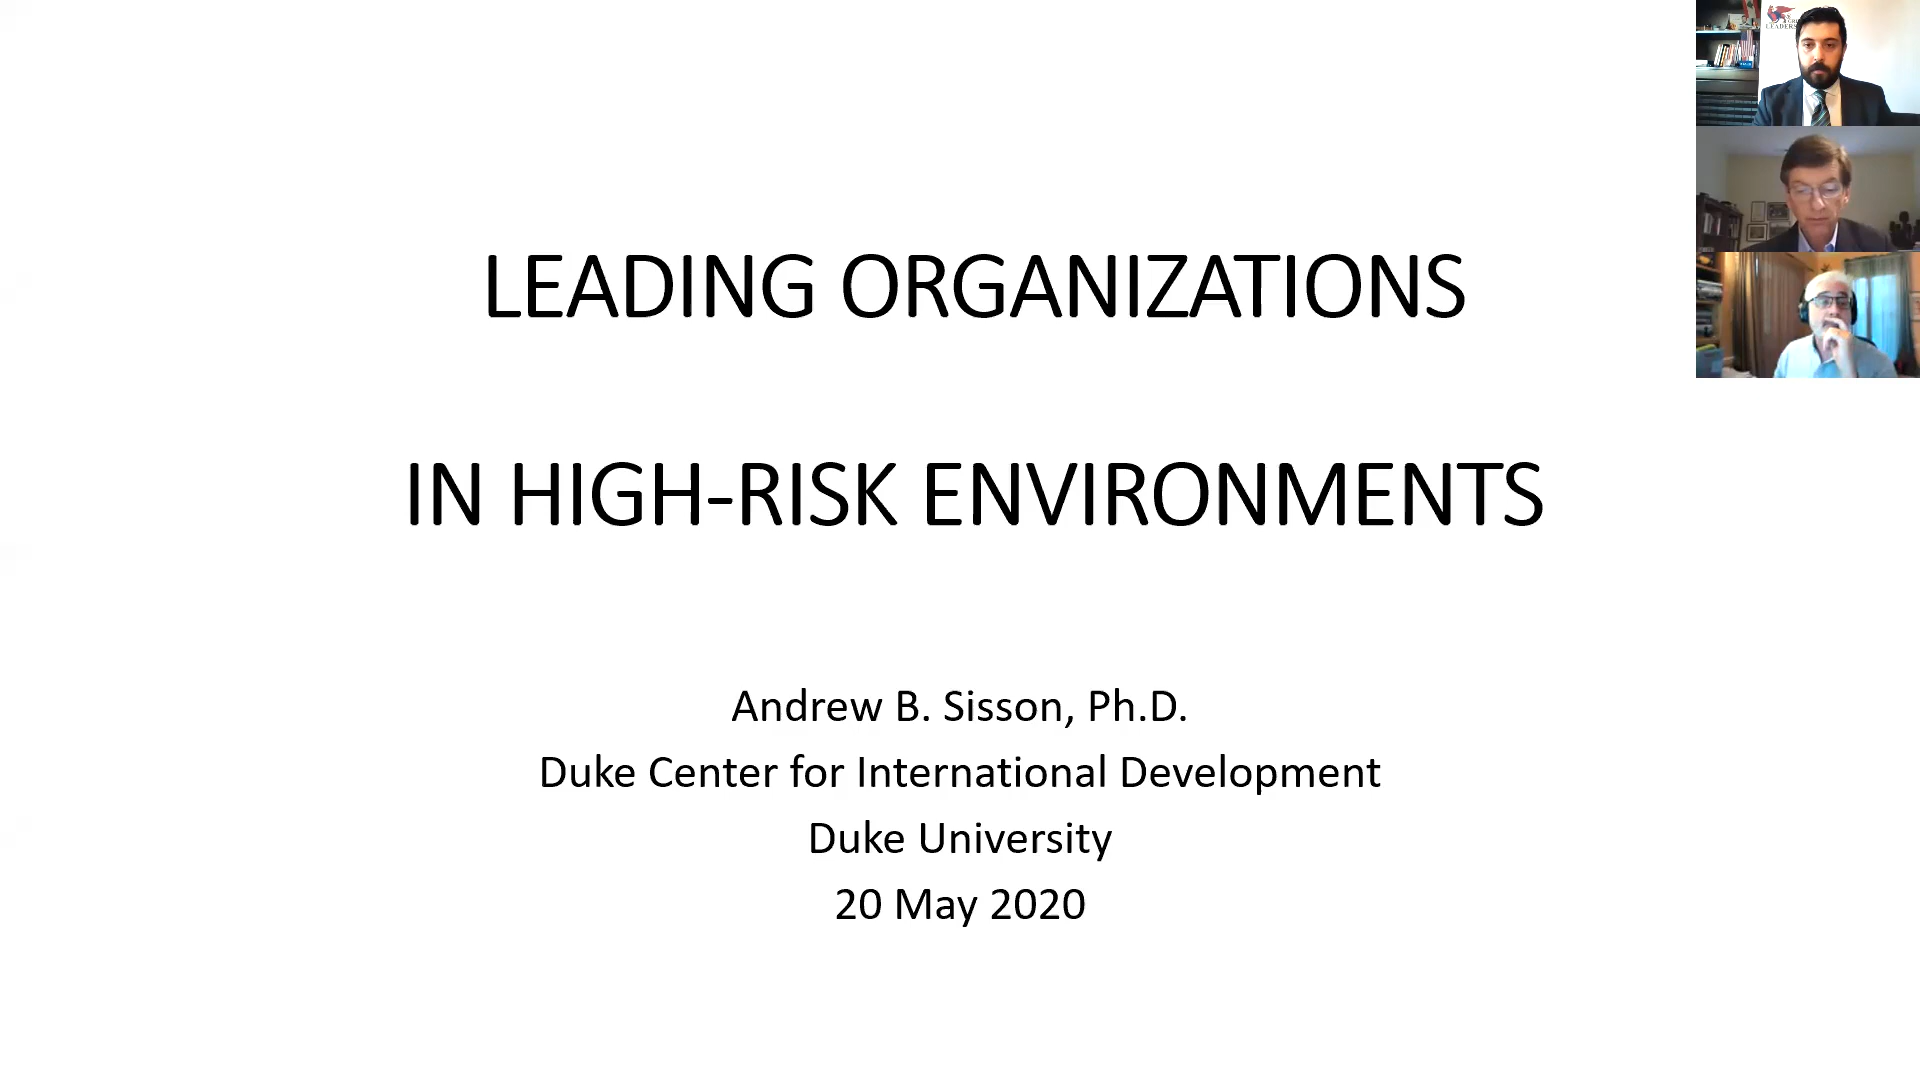 LEADING ORGANIZATIONS
IN HIGH-RISK ENVIRONMENTS
Andrew B. Sisson, Ph.D.
Duke Center for International Development
Duke University
20 May 2020